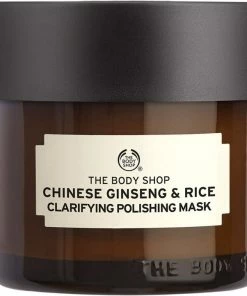 THE
BODY
SHOP
THE BODY SHOP
CHINESE GINSENG & RICE
CLARIFYING POLISHING MASK
THE BODY S